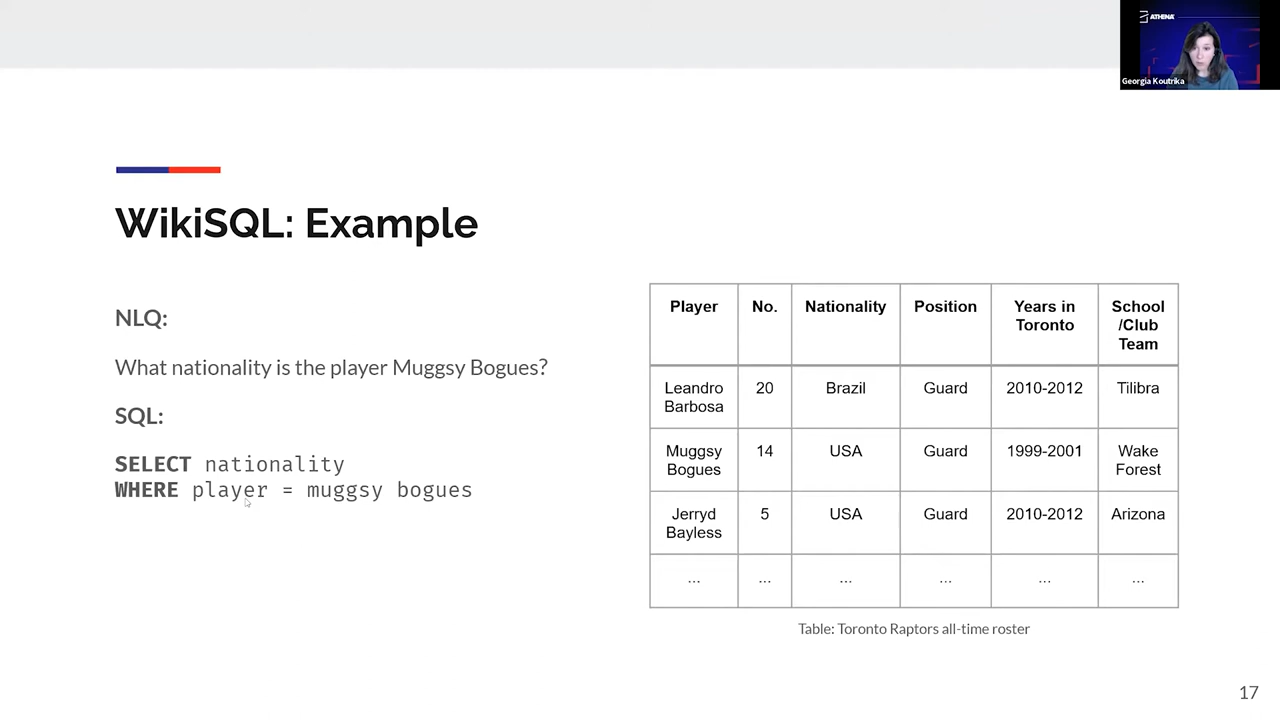 ATHENA
Georgia Koutrika
WikiSQL: Example
NLQ:
What nationality is the player Muggsy Bogues?
SQL:
SELECT nationality
WHERE player = muggsy bogues
Player No. Nationality Position Years in Toronto School /Club Team
Leandro Barbosa 20 Brazil Guard 2010-2012 Tilibra
Muggsy Bogues 14 USA Guard 1999-2001 Wake Forest
Jerryd Bayless 5 USA Guard 2010-2012 Arizona
... ... ... ... ... ...
Table: Toronto Raptors all-time roster
17